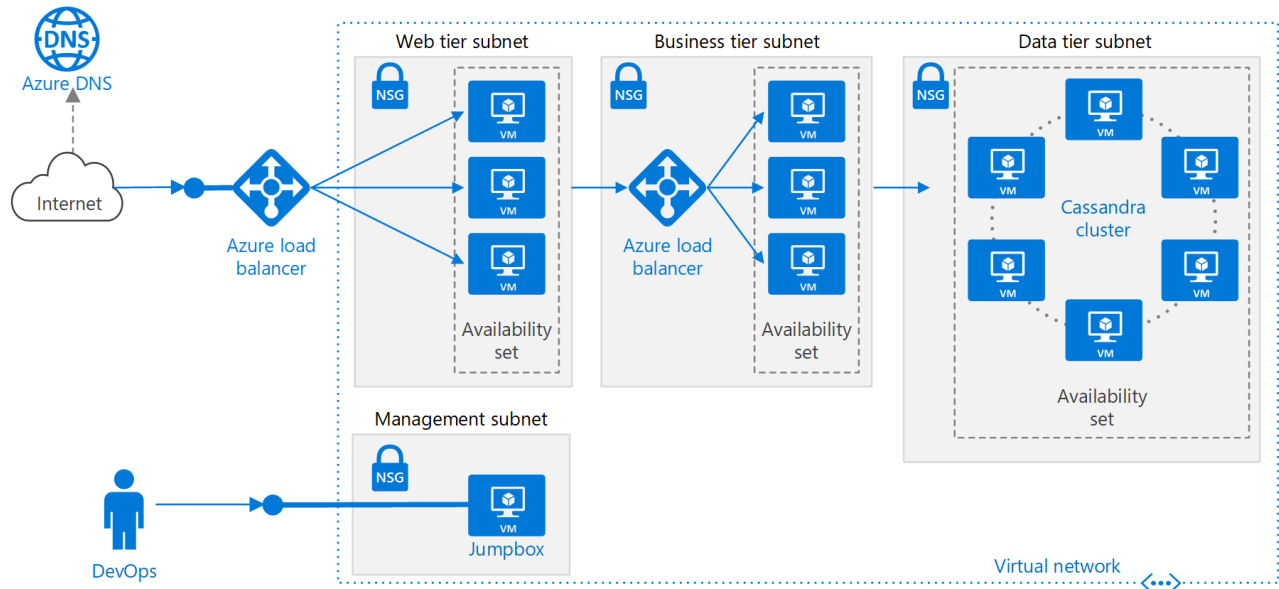 DNS
Azure DNS
Internet
Azure load
balancer
Web tier subnet
NSG
VM
VM
VM
Availability
set
Business tier subnet
NSG
Azure load
balancer
VM
VM
VM
Availability
set
Data tier subnet
NSG
VM
VM
VM
Cassandra
cluster
VM
VM
VM
Availability
set
Management subnet
NSG
VM
Jumpbox
DevOps
Virtual network